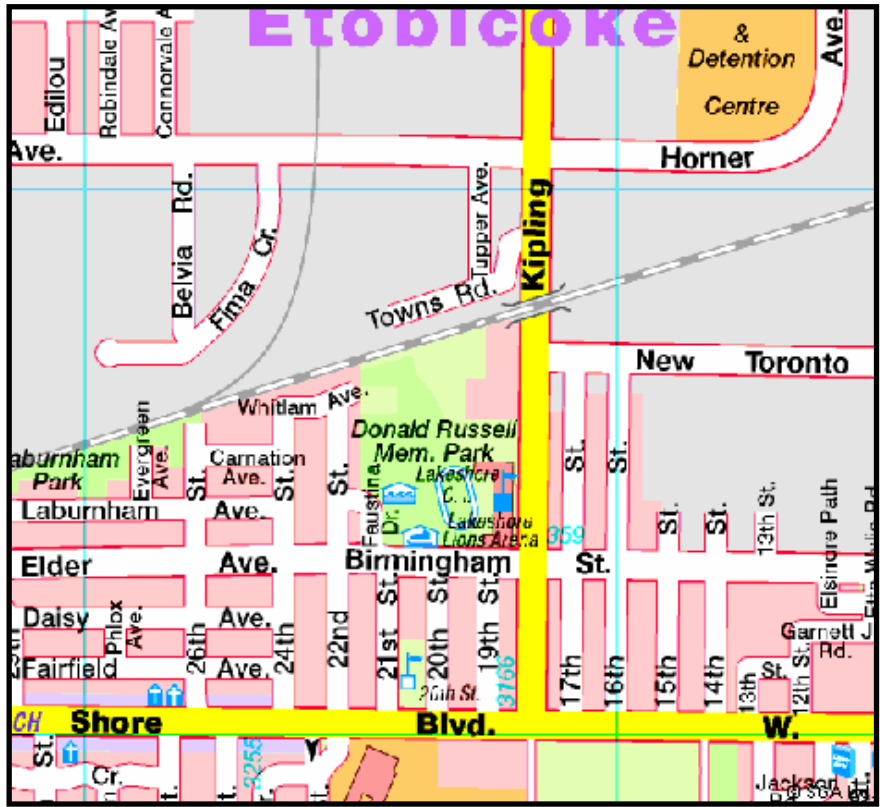 Etobicoke
&
Detention
Centre
Ave.
Edilou
Robindale Av
Connorvale A
Ave.
Horner
Belvia Rd.
Fima Cr.
Tupper Ave.
Kipling
Towns Rd.
New Toronto
Whitlam Ave.
Donald Russell
Mem. Park
Evergreen
Ave.
Carnation
Ave.
aburnham
Park
St.
St.
St.
St.
St.
Lakeshore
Faustina
Dr.
Lakeshore
Lions Arena
Laburnham Ave.
359
St.
St.
13th St.
Elsinore Path
Elder Ave.
Birmingham St.
Daisy Ave.
Phlox
Ave.
Fairfield Ave.
26th
24th
22nd
21st St.
20th St.
19th St.
20th St.
3166
17th
16th
15th
14th
13th
St.
12th St.
Garnett J
Rd.
CH
Shore Blvd. W.
St.
Cr.
3255
Jackson